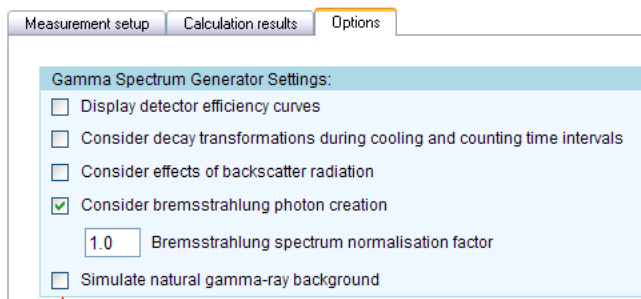 Measurement setup Calculation results Options
Gamma Spectrum Generator Settings:
Display detector efficiency curves
Consider decay transformations during cooling and counting time intervals
Consider effects of backscatter radiation
Consider bremsstrahlung photon creation
1.0 Bremsstrahlung spectrum normalisation factor
Simulate natural gamma-ray background